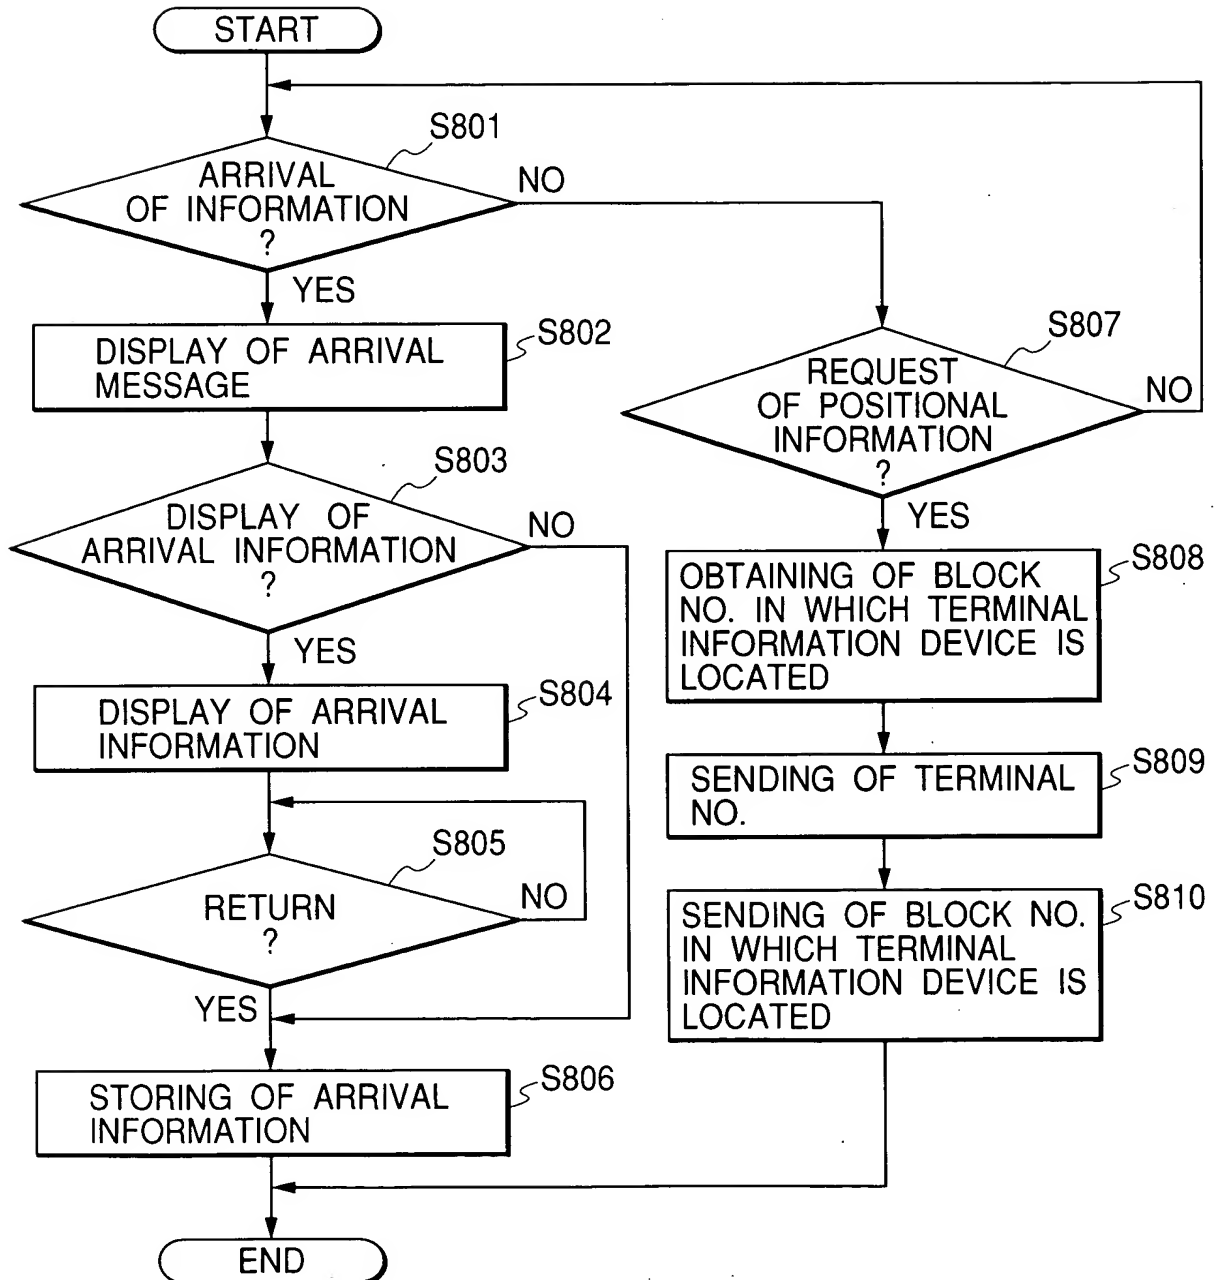 START
S801
ARRIVAL
OF INFORMATION
?
NO
YES
S802
DISPLAY OF ARRIVAL
MESSAGE
S803
DISPLAY OF
ARRIVAL INFORMATION
?
NO
YES
S804
DISPLAY OF ARRIVAL
INFORMATION
S805
RETURN
?
NO
YES
S806
STORING OF ARRIVAL
INFORMATION
S807
REQUEST
OF POSITIONAL
INFORMATION
?
NO
YES
S808
OBTAINING OF BLOCK
NO. IN WHICH TERMINAL
INFORMATION DEVICE IS
LOCATED
S809
SENDING OF TERMINAL
NO.
S810
SENDING OF BLOCK NO.
IN WHICH TERMINAL
INFORMATION DEVICE IS
LOCATED
END